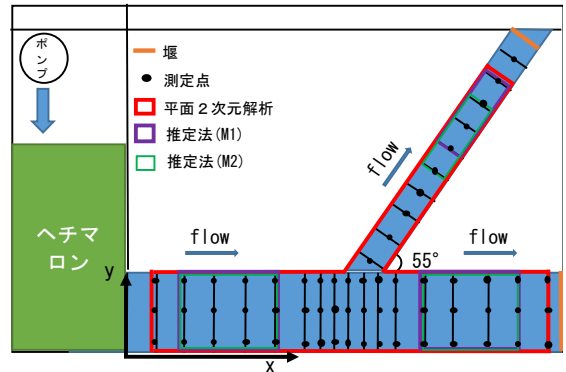 ポンプ
堰
測定点
平面２次元解析
推定法(M1)
推定法(M2)
flow
ヘチマ
ロン
flow
flow
55°
y
x